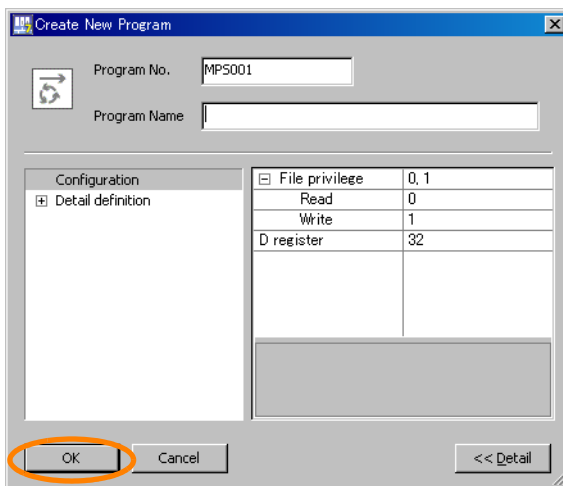 Create New Program
Program No. MPS001
Program Name
Configuration
Detail definition
File privilege 0, 1
Read 0
Write 1
D register 32
OK Cancel << Detail